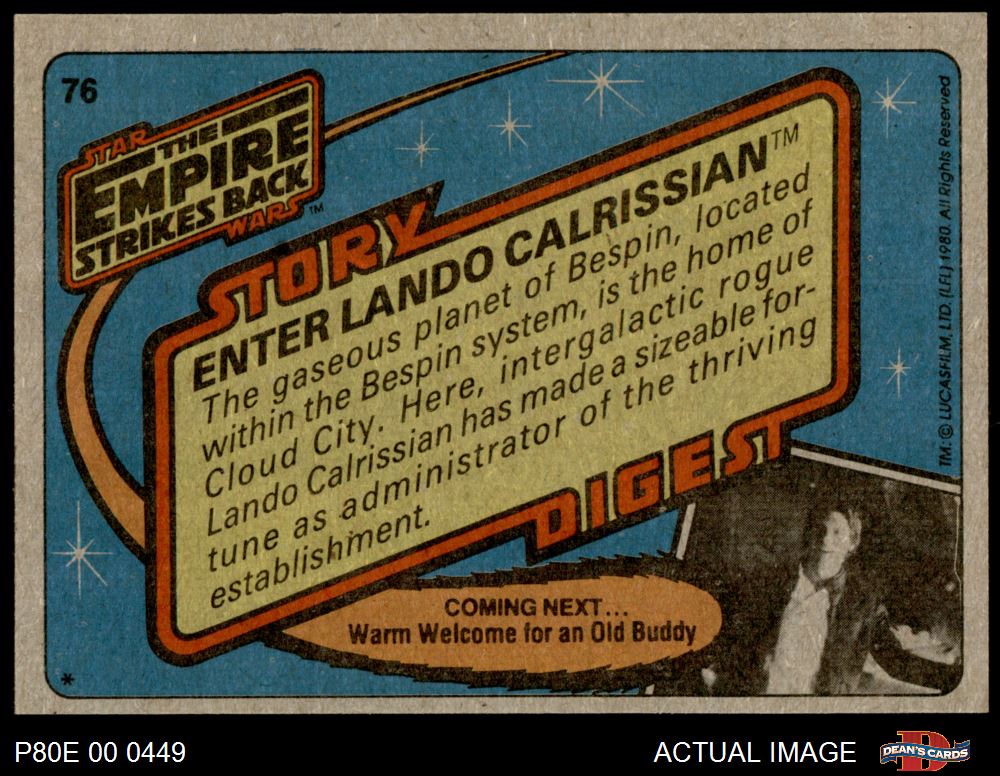 76
STAR
THE
EMPIRE
STRIKES BACK
WARS™
STORY
ENTER LANDO CALRISSIAN™
The gaseous planet of Bespin, located
within the Bespin system, is the home of
Cloud City. Here, intergalactic rogue
Lando Calrissian has made a sizeable for-
tune as administrator of the thriving
establishment.
DIGEST
COMING NEXT...
Warm Welcome for an Old Buddy
*
TM: © LUCASFILM, LTD. (LFL) 1980. All Rights Reserved
P80E 00 0449
ACTUAL IMAGE
D
DEAN'S CARDS